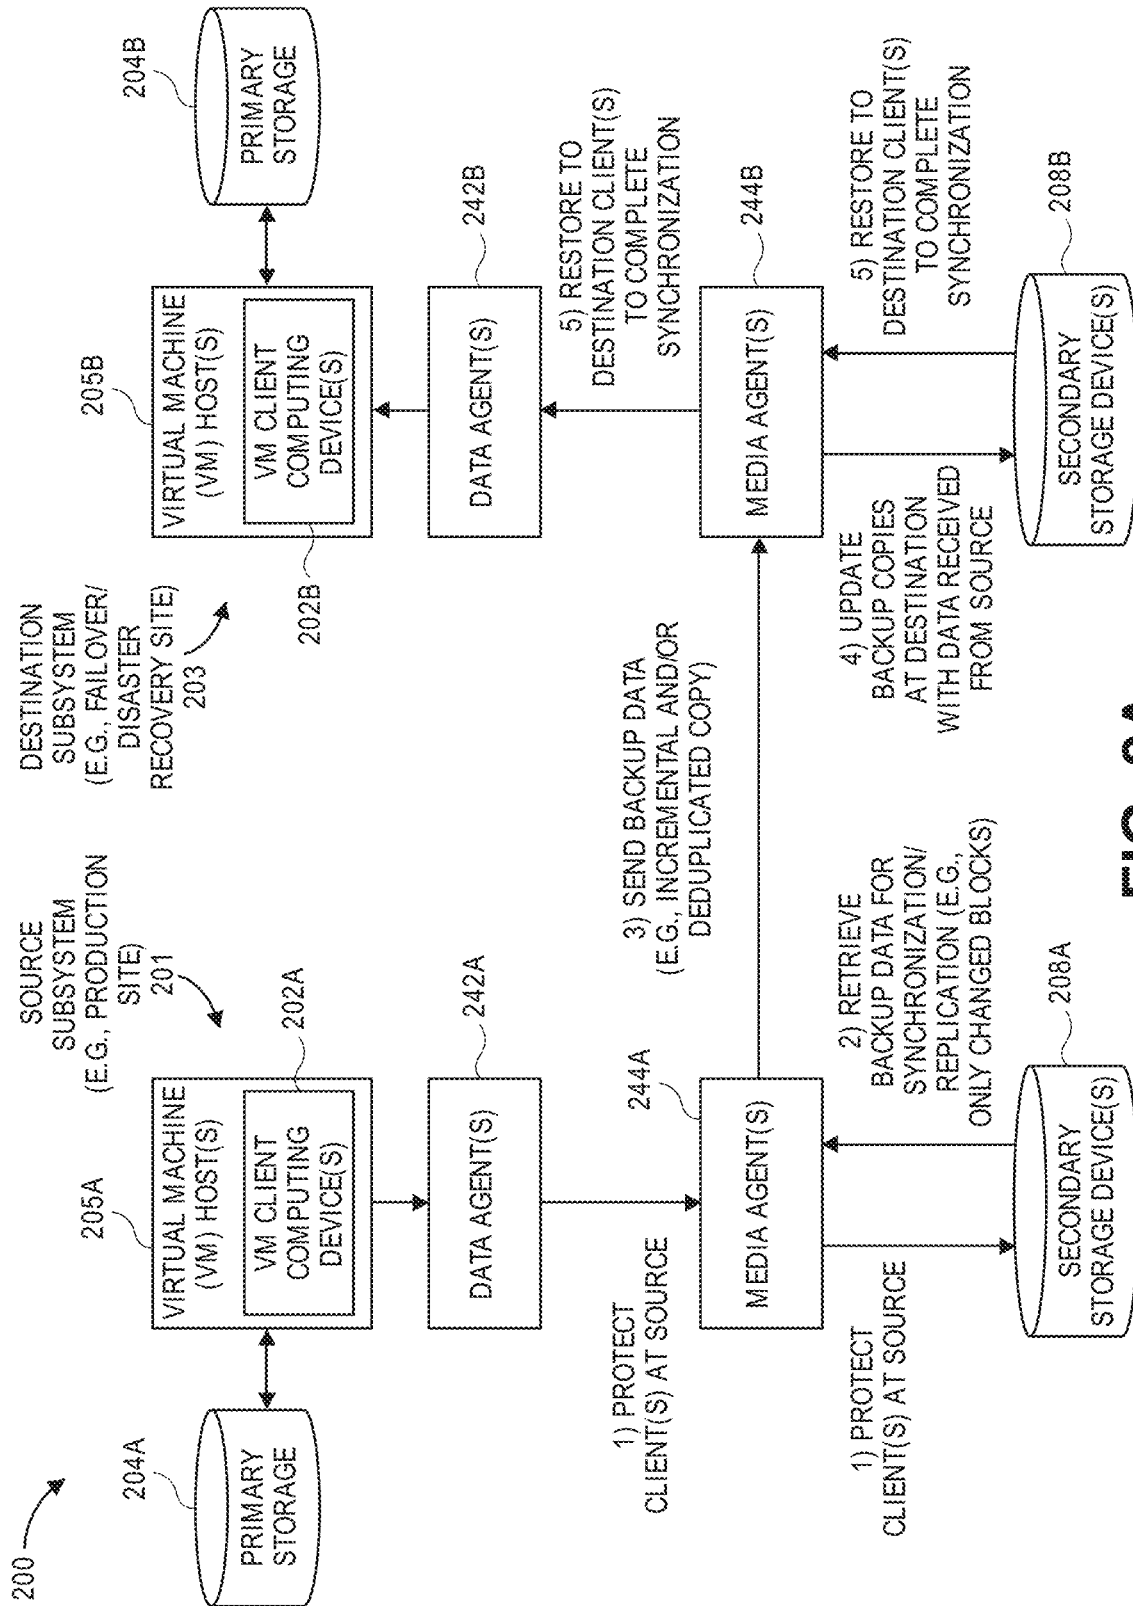 200
SOURCE
SUBSYSTEM
(E.G., PRODUCTION
SITE)
201
DESTINATION
SUBSYSTEM
(E.G., FAILOVER/
DISASTER
RECOVERY SITE)
203
204A
PRIMARY
STORAGE
205A
VIRTUAL MACHINE
(VM) HOST(S)
VM CLIENT
COMPUTING
DEVICE(S)
202A
205B
VIRTUAL MACHINE
(VM) HOST(S)
VM CLIENT
COMPUTING
DEVICE(S)
202B
204B
PRIMARY
STORAGE
DATA AGENT(S)
242A
DATA AGENT(S)
242B
1) PROTECT
CLIENT(S) AT SOURCE
5) RESTORE TO
DESTINATION CLIENT(S)
TO COMPLETE
SYNCHRONIZATION
MEDIA AGENT(S)
244A
3) SEND BACKUP DATA
(E.G., INCREMENTAL AND/OR
DEDUPLICATED COPY)
MEDIA AGENT(S)
244B
1) PROTECT
CLIENT(S) AT SOURCE
2) RETRIEVE
BACKUP DATA FOR
SYNCHRONIZATION/
REPLICATION (E.G.,
ONLY CHANGED BLOCKS)
4) UPDATE
BACKUP COPIES
AT DESTINATION
WITH DATA RECEIVED
FROM SOURCE
5) RESTORE TO
DESTINATION CLIENT(S)
TO COMPLETE
SYNCHRONIZATION
SECONDARY
STORAGE DEVICE(S)
208A
SECONDARY
STORAGE DEVICE(S)
208B
FIG.